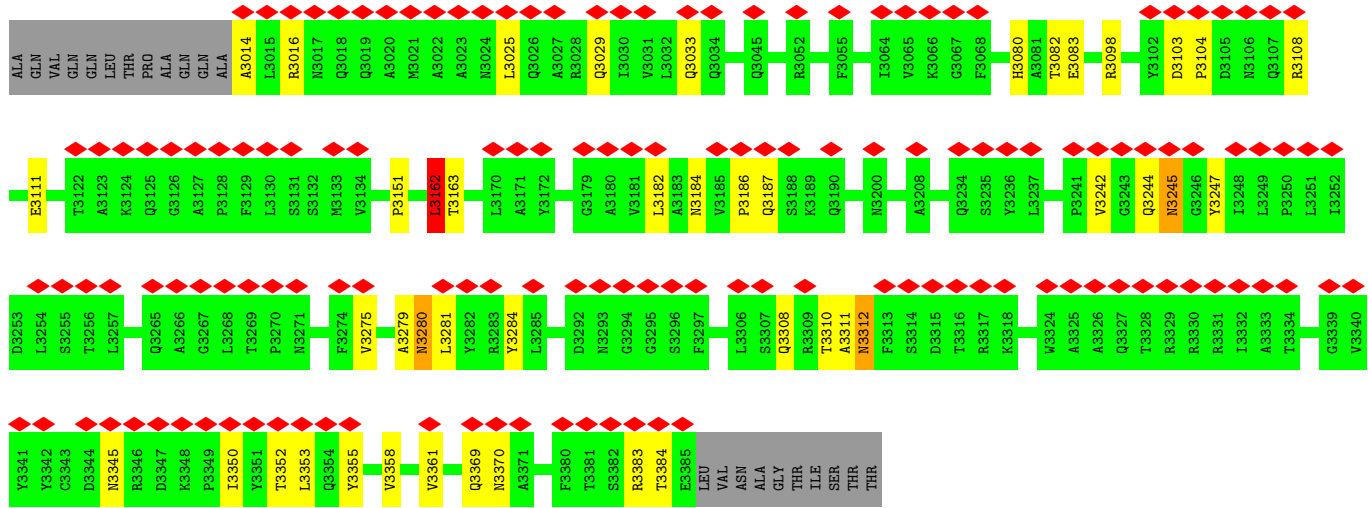 ALA GLN VAL GLN GLN LEU THR PRO ALA GLN GLN ALA A3014 L3015 R3016 N3017 Q3018 Q3019 A3020 M3021 A3022 A3023 N3024 L3025 Q3026 A3027 R3028 Q3029 I3030 V3031 L3032 Q3033 Q3034 Q3045 R3052 F3055 I3064 V3065 K3066 G3067 F3068 H3080 A3081 T3082 E3083 R3098 Y3102 D3103 P3104 D3105 N3106 Q3107 R3108
E3111 T3122 A3123 K3124 Q3125 G3126 A3127 P3128 F3129 L3130 S3131 S3132 M3133 V3134 P3151 L3162 T3163 L3170 A3171 Y3172 G3179 A3180 V3181 L3182 A3183 N3184 V3185 P3186 Q3187 S3188 K3189 Q3190 N3200 A3208 Q3234 S3235 Y3236 L3237 P3241 V3242 G3243 Q3244 N3245 G3246 Y3247 I3248 L3249 P3250 L3251 I3252
D3253 L3254 S3255 T3256 L3257 Q3265 A3266 G3267 L3268 T3269 P3270 N3271 F3274 V3275 A3279 N3280 L3281 Y3282 R3283 Y3284 L3285 D3292 N3293 G3294 G3295 S3296 F3297 L3306 S3307 Q3308 R3309 T3310 A3311 N3312 F3313 S3314 D3315 T3316 R3317 K3318 W3324 A3325 A3326 Q3327 T3328 R3329 R3330 R3331 I3332 A3333 T3334 G3339 V3340
Y3341 Y3342 C3343 D3344 N3345 R3346 D3347 K3348 P3349 I3350 Y3351 T3352 L3353 Q3354 Y3355 V3358 V3361 Q3369 N3370 A3371 F3380 T3381 S3382 R3383 T3384 E3385 LEU VAL ASN ALA GLY THR ILE SER THR THR